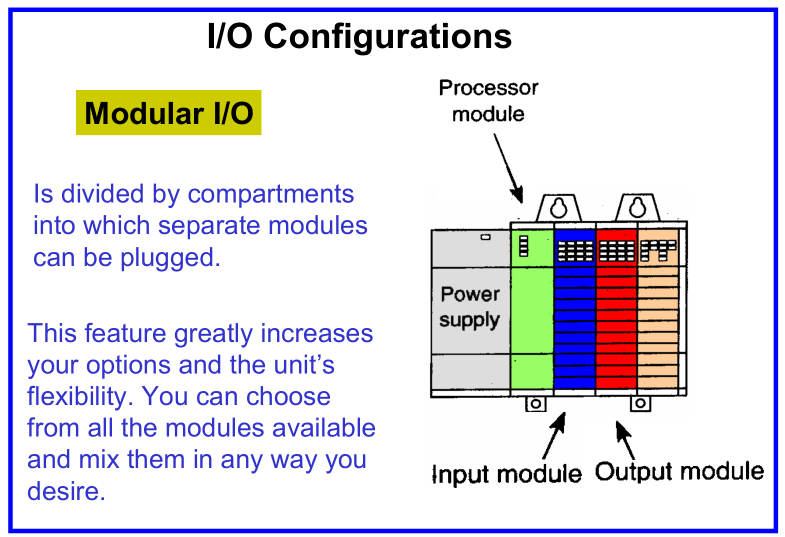 I/O Configurations
Modular I/O
Is divided by compartments
into which separate modules
can be plugged.
This feature greatly increases
your options and the unit’s
flexibility. You can choose
from all the modules available
and mix them in any way you
desire.
Processor
module
Power
supply
Input module
Output module